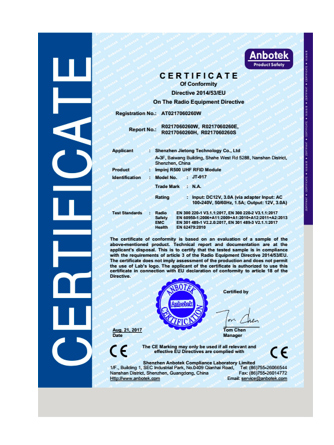 Anbotek
Product Safety
CERTIFICATE
CERTIFICATE
Of Conformity
Directive 2014/53/EU
On The Radio Equipment Directive
Registration No.: AT0217060260W
Report No.: R0217060260W, R0217060260E,
R0217060260H, R0217060260S
Applicant : Shenzhen Jietong Technology Co., Ltd
A-3F, Baiwang Building, Shahe West Rd 5288, Nanshan District,
Shenzhen, China
Product : Impinj R500 UHF RFID Module
Identification : Model No. : JT-817
Trade Mark : N.A.
Rating : Input: DC12V, 3.0A (via adapter Input: AC
100-240V, 50/60Hz, 1.5A; Output: 12V, 3.0A)
Test Standards : Radio EN 300 220-1 V3.1.1:2017, EN 300 220-2 V3.1.1:2017
Safety EN 60950-1:2006+A11:2009+A1:2010+A12:2011+A2:2013
EMC EN 301 489-1 V2.2.0:2017, EN 301 489-3 V2.1.1:2017
Health EN 62479:2010
The certificate of conformity is based on an evaluation of a sample of the
above-mentioned product. Technical report and documentation are at the
applicant's disposal. This is to certify that the tested sample is in compliance
with the requirements of article 3 of the Radio Equipment Directive 2014/53/EU.
The certificate does not imply assessment of the production and does not permit
the use of Lab's logo. The applicant of the certificate is authorized to use this
certificate in connection with EU declaration of conformity to article 18 of the
Directive.
ANBOTEK
Anbotek
CERTIFICATION
Certified by
Tom Chen
Aug. 21, 2017
Date
Tom Chen
Manager
CE
The CE Marking may only be used if all relevant and
effective EU Directives are complied with
CE
Shenzhen Anbotek Compliance Laboratory Limited
1/F., Building 1, SEC Industrial Park, No.0409 Qianhai Road, Tel: (86)755-26066544
Nanshan District, Shenzhen, Guangdong, China Fax: (86)755-26014772
Http://www.anbotek.com Email: service@anbotek.com